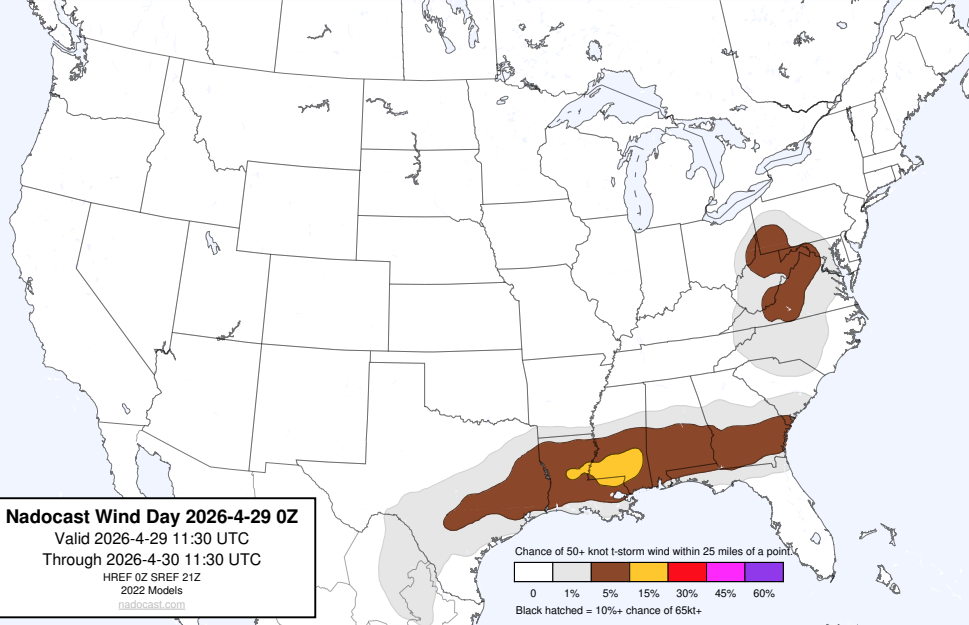 Nadocast Wind Day 2026-4-29 0Z
Valid 2026-4-29 11:30 UTC
Through 2026-4-30 11:30 UTC
HREF 0Z SREF 21Z
2022 Models
nadocast.com
Chance of 50+ knot t-storm wind within 25 miles of a point.
0 1% 5% 15% 30% 45% 60%
Black hatched = 10%+ chance of 65kt+